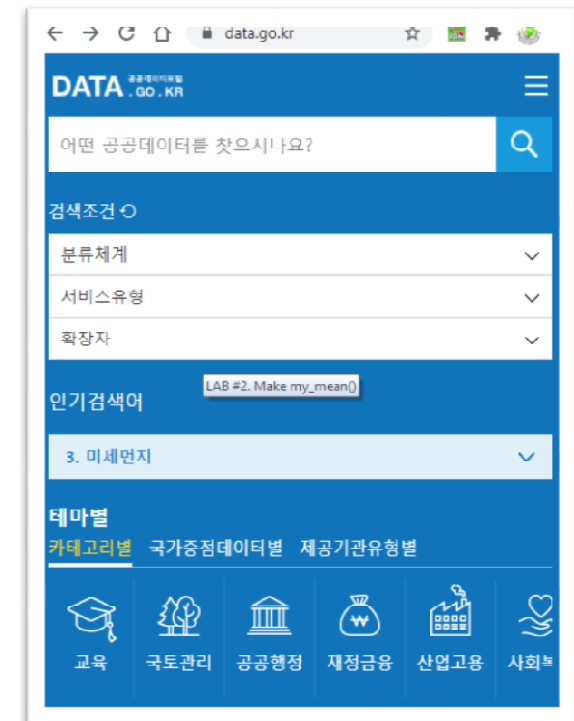 data.go.kr
DATA 공공데이터포털
.GO.KR
어떤 공공데이터를 찾으시나요?
검색조건
분류체계
서비스유형
확장자
LAB #2. Make my_mean()
인기검색어
3. 미세먼지
테마별
카테고리별 국가중점데이터별 제공기관유형별
교육 국토관리 공공행정 재정금융 산업고용 사회